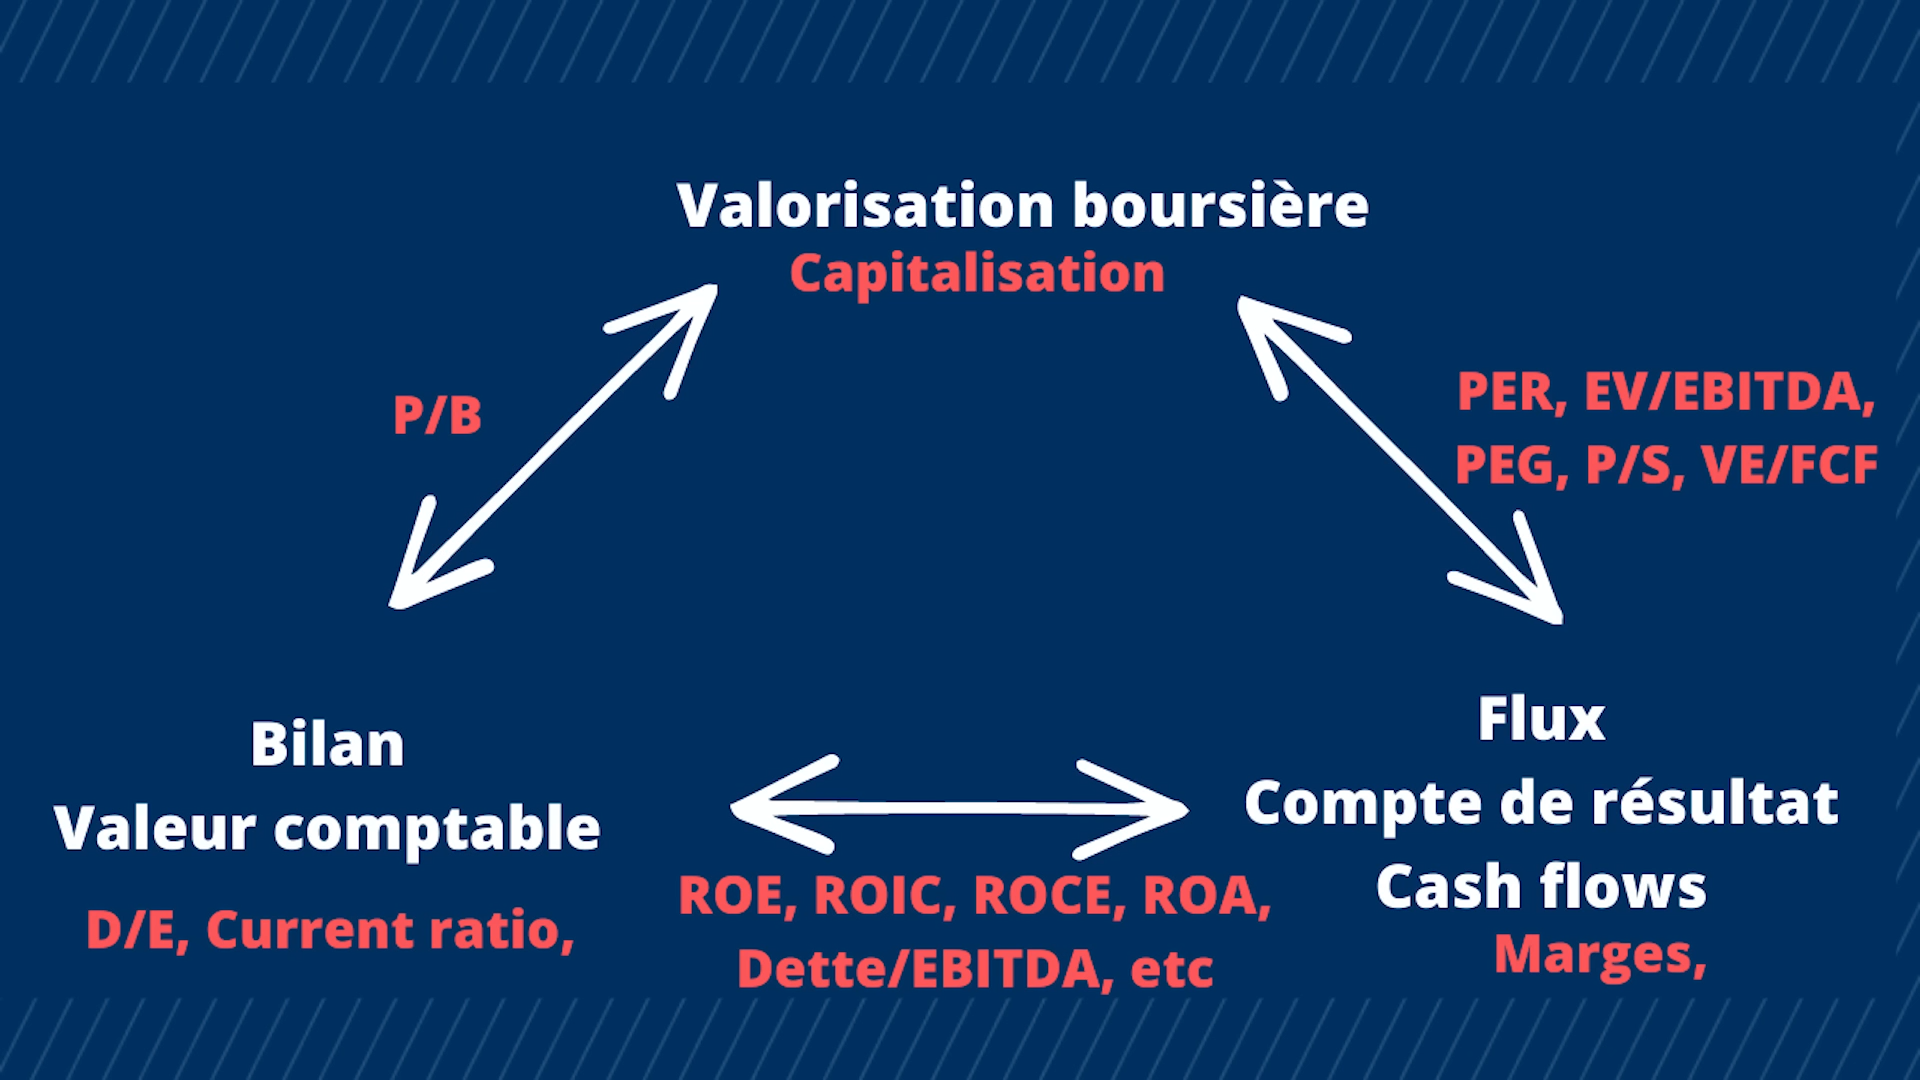 Valorisation boursière
Capitalisation
P/B
PER, EV/EBITDA,
PEG, P/S, VE/FCF
Bilan
Valeur comptable
D/E, Current ratio,
ROE, ROIC, ROCE, ROA,
Dette/EBITDA, etc
Flux
Compte de résultat
Cash flows
Marges,